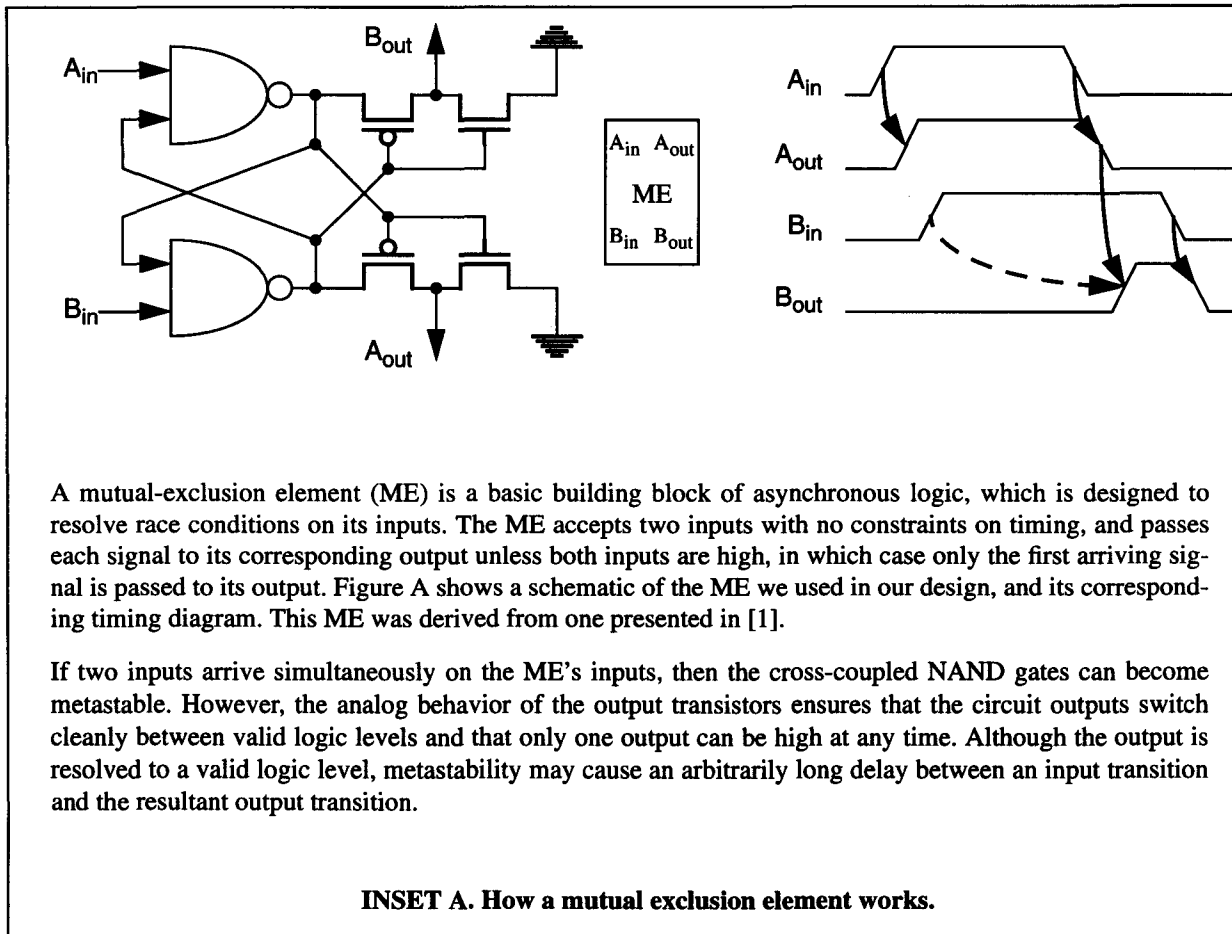 B_out
A_in
B_in
A_out
A_in A_out
ME
B_in B_out
A_in
A_out
B_in
B_out
A mutual-exclusion element (ME) is a basic building block of asynchronous logic, which is designed to
resolve race conditions on its inputs. The ME accepts two inputs with no constraints on timing, and passes
each signal to its corresponding output unless both inputs are high, in which case only the first arriving sig-
nal is passed to its output. Figure A shows a schematic of the ME we used in our design, and its correspond-
ing timing diagram. This ME was derived from one presented in [1].
If two inputs arrive simultaneously on the ME's inputs, then the cross-coupled NAND gates can become
metastable. However, the analog behavior of the output transistors ensures that the circuit outputs switch
cleanly between valid logic levels and that only one output can be high at any time. Although the output is
resolved to a valid logic level, metastability may cause an arbitrarily long delay between an input transition
and the resultant output transition.
INSET A. How a mutual exclusion element works.